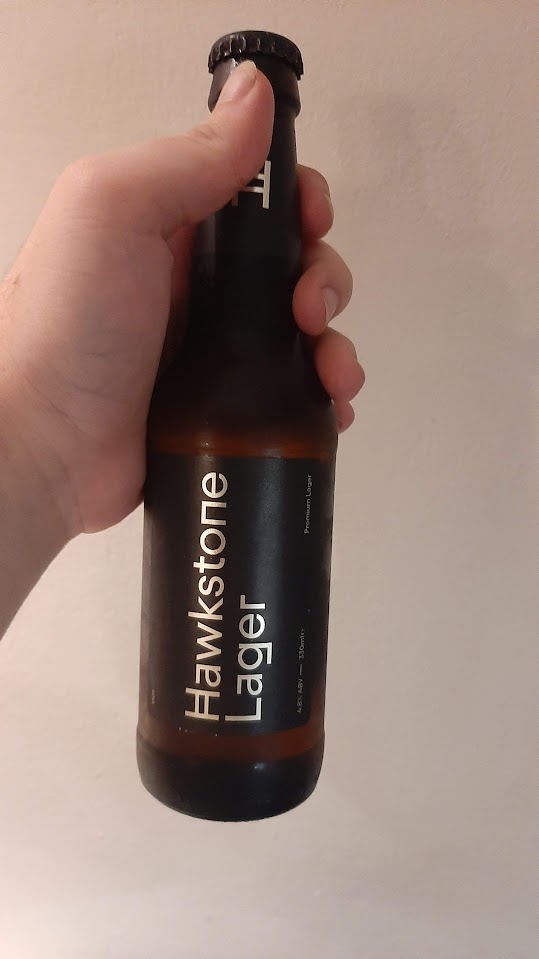 Hawkstone
Lager
Premium Lager
4.8% ABV — 330ml